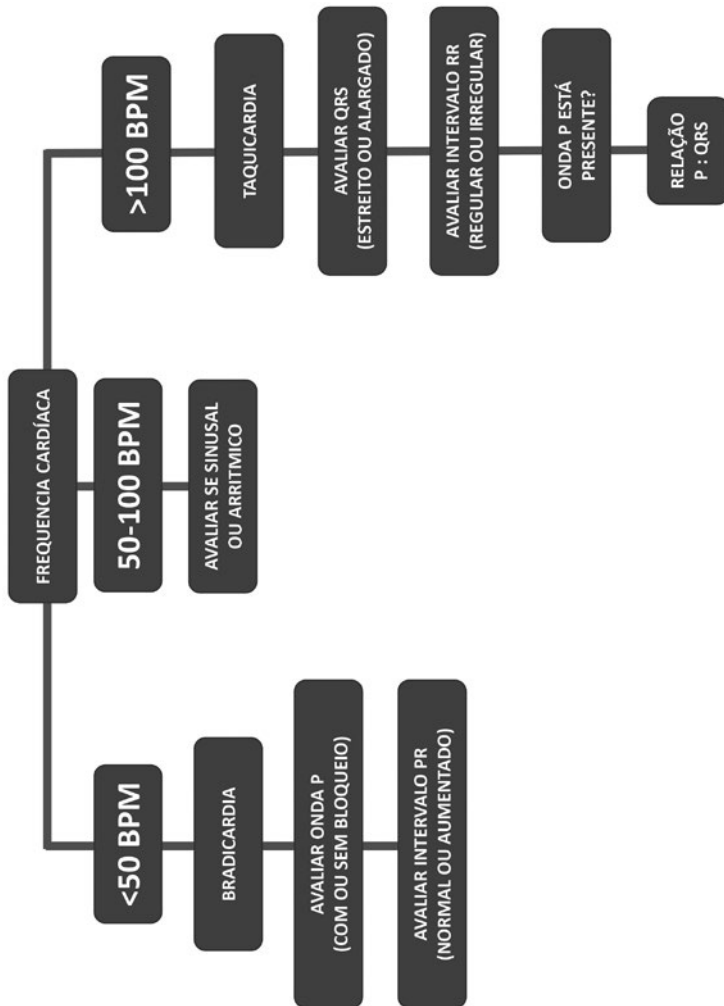 FREQUENCIA CARDÍACA
<50 BPM
BRADICARDIA
AVALIAR ONDA P
(COM OU SEM BLOQUEIO)
AVALIAR INTERVALO PR
(NORMAL OU AUMENTADO)
50-100 BPM
AVALIAR SE SINUSAL
OU ARRITMICO
>100 BPM
TAQUICARDIA
AVALIAR QRS
(ESTREITO OU ALARGADO)
AVALIAR INTERVALO RR
(REGULAR OU IRREGULAR)
ONDA P ESTÁ
PRESENTE?
RELAÇÃO
P : QRS